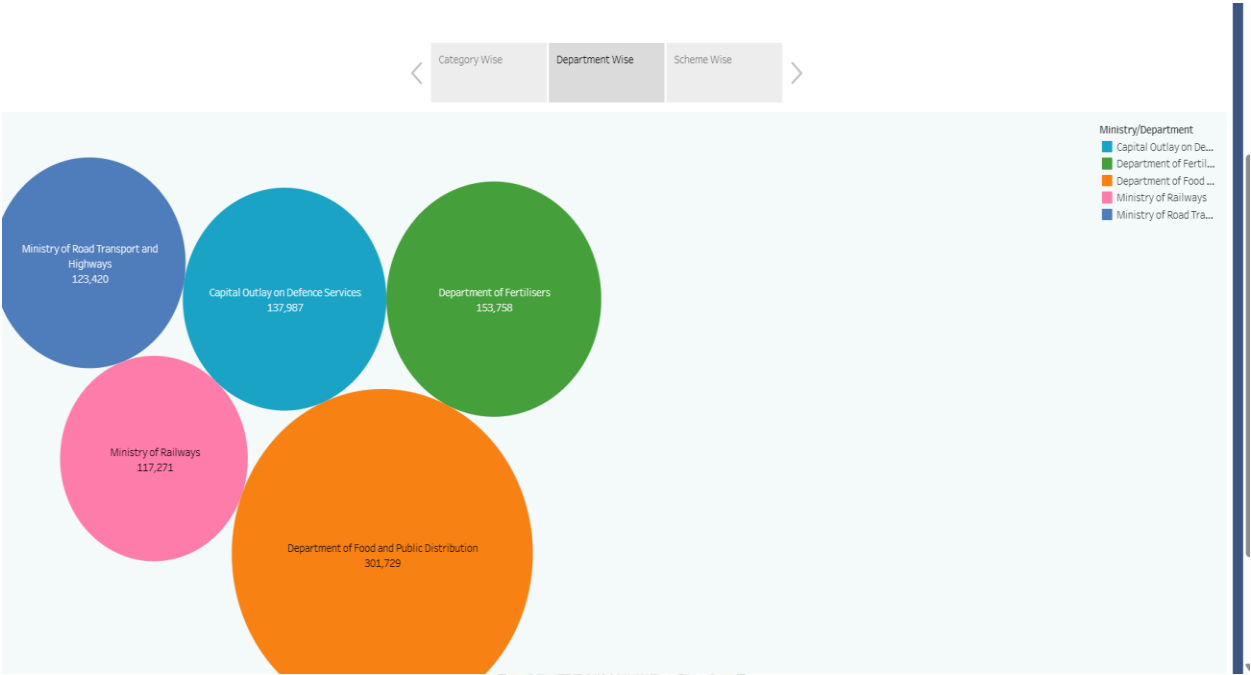 Category Wise
Department Wise
Scheme Wise
Ministry/Department
Capital Outlay on De...
Department of Fertil...
Department of Food ...
Ministry of Railways
Ministry of Road Tra...
Ministry of Road Transport and
Highways
123,420
Capital Outlay on Defence Services
137,987
Department of Fertilisers
153,758
Ministry of Railways
117,271
Department of Food and Public Distribution
301,729